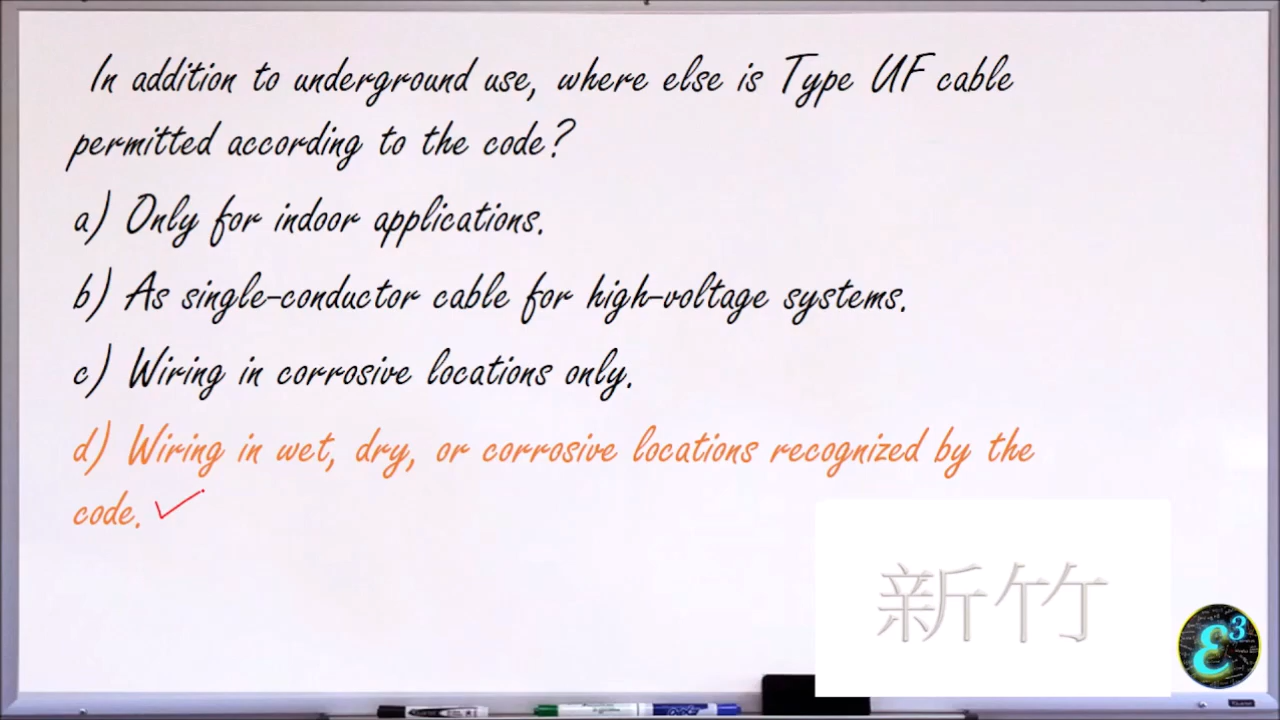 In addition to underground use, where else is Type UF cable
permitted according to the code?
a) Only for indoor applications.
b) As single-conductor cable for high-voltage systems.
c) Wiring in corrosive locations only.
d) Wiring in wet, dry, or corrosive locations recognized by the
code.
新竹
ε3